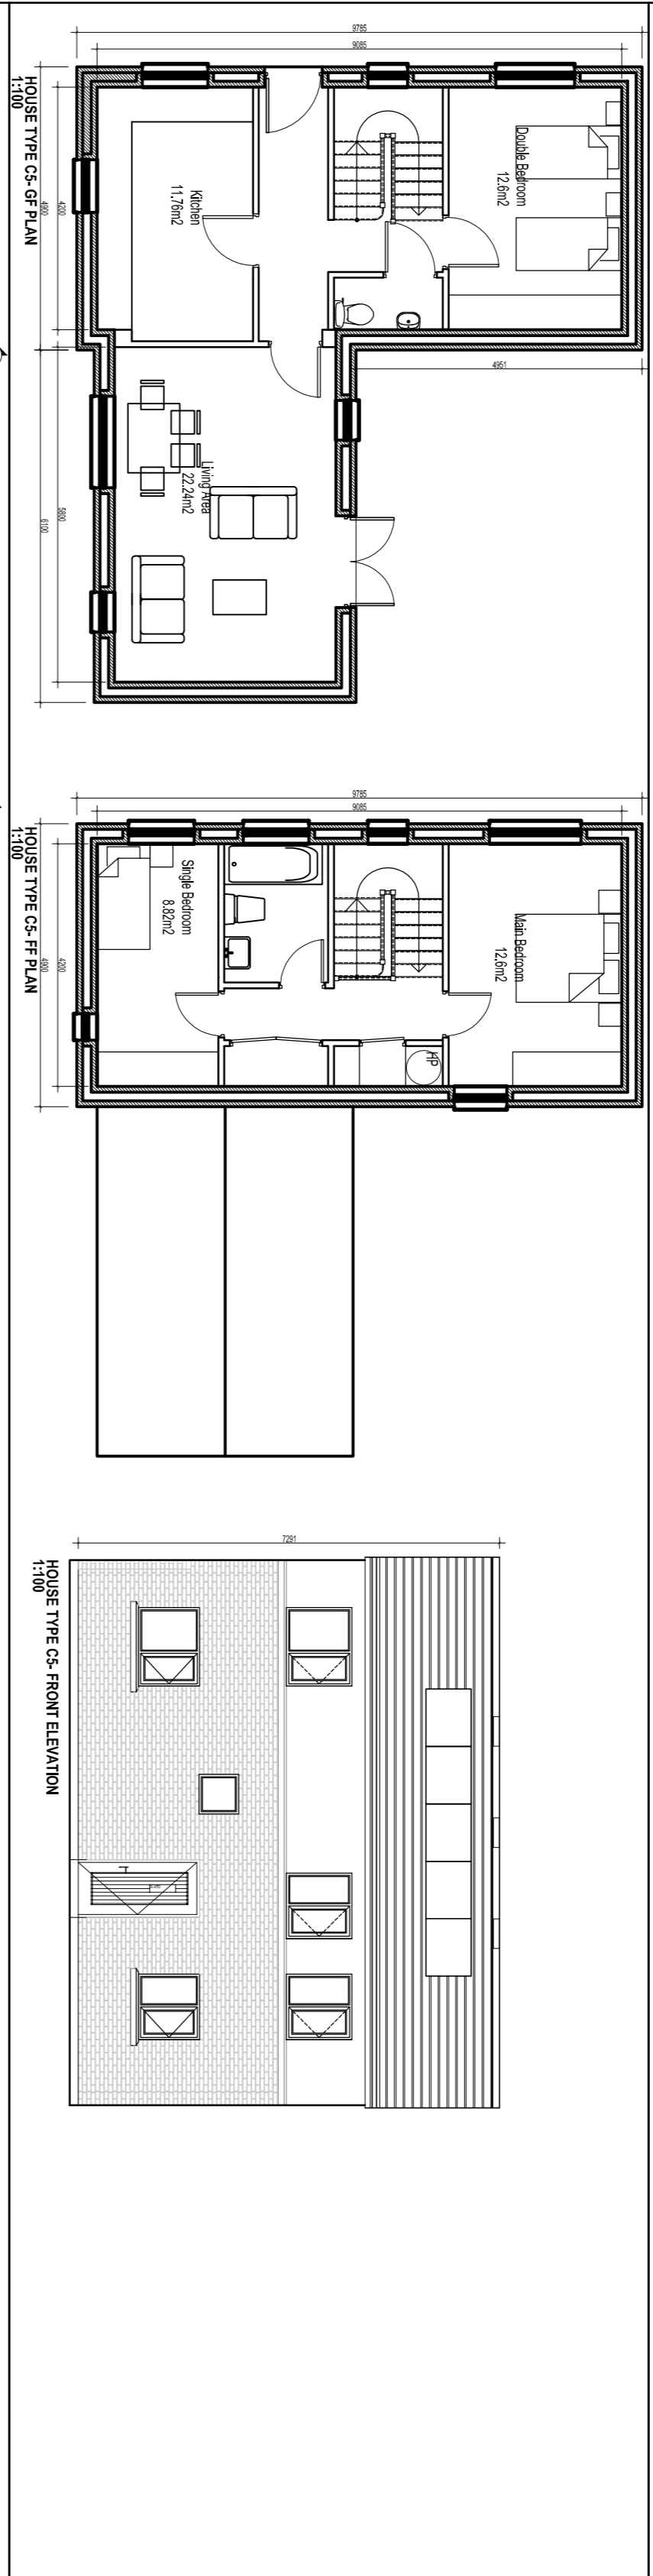 9785
9085
Double Bedroom
12.6m2
Kitchen
11.76m2
4951
Living Area
22.24m2
4200
4900
5800
6100
HOUSE TYPE C5- GF PLAN
1:100
9785
9085
Main Bedroom
12.6m2
Single Bedroom
8.82m2
HP
4200
4900
HOUSE TYPE C5- FF PLAN
1:100
7291
HOUSE TYPE C5- FRONT ELEVATION
1:100